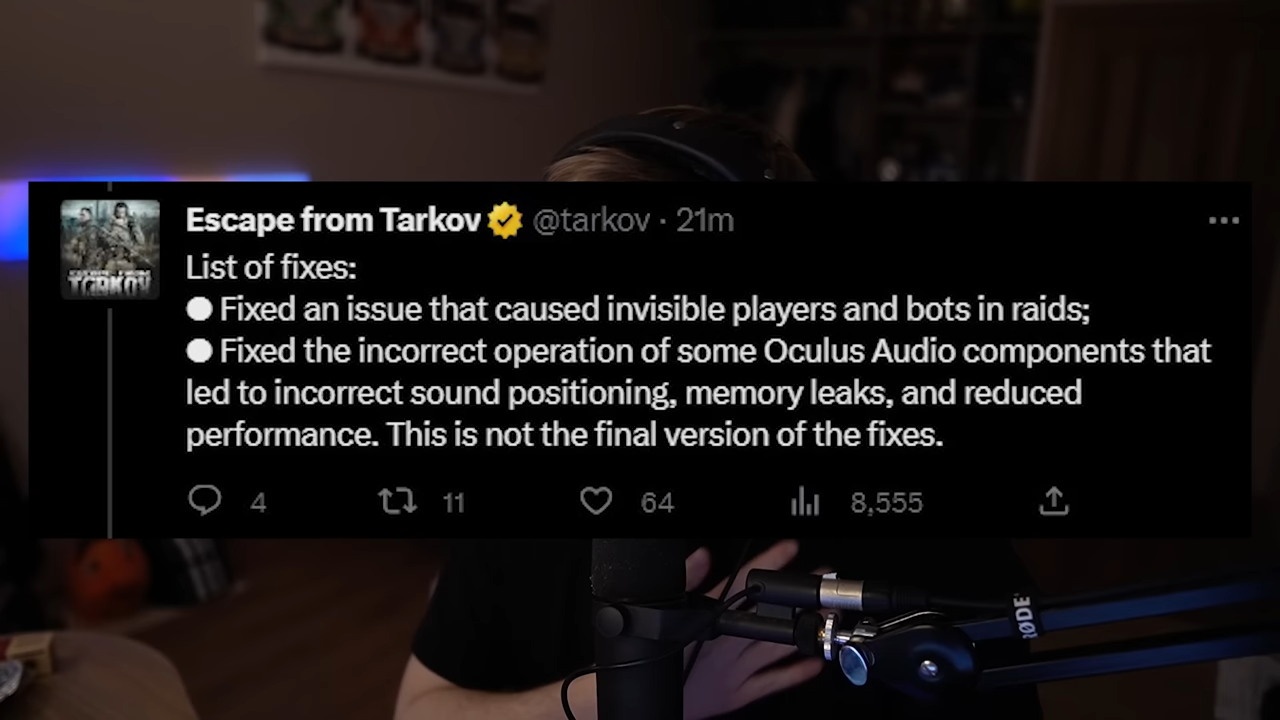 Escape from Tarkov @tarkov · 21m
List of fixes:
● Fixed an issue that caused invisible players and bots in raids;
● Fixed the incorrect operation of some Oculus Audio components that
led to incorrect sound positioning, memory leaks, and reduced
performance. This is not the final version of the fixes.
4 11 64 8,555
TARKOV
RØDE